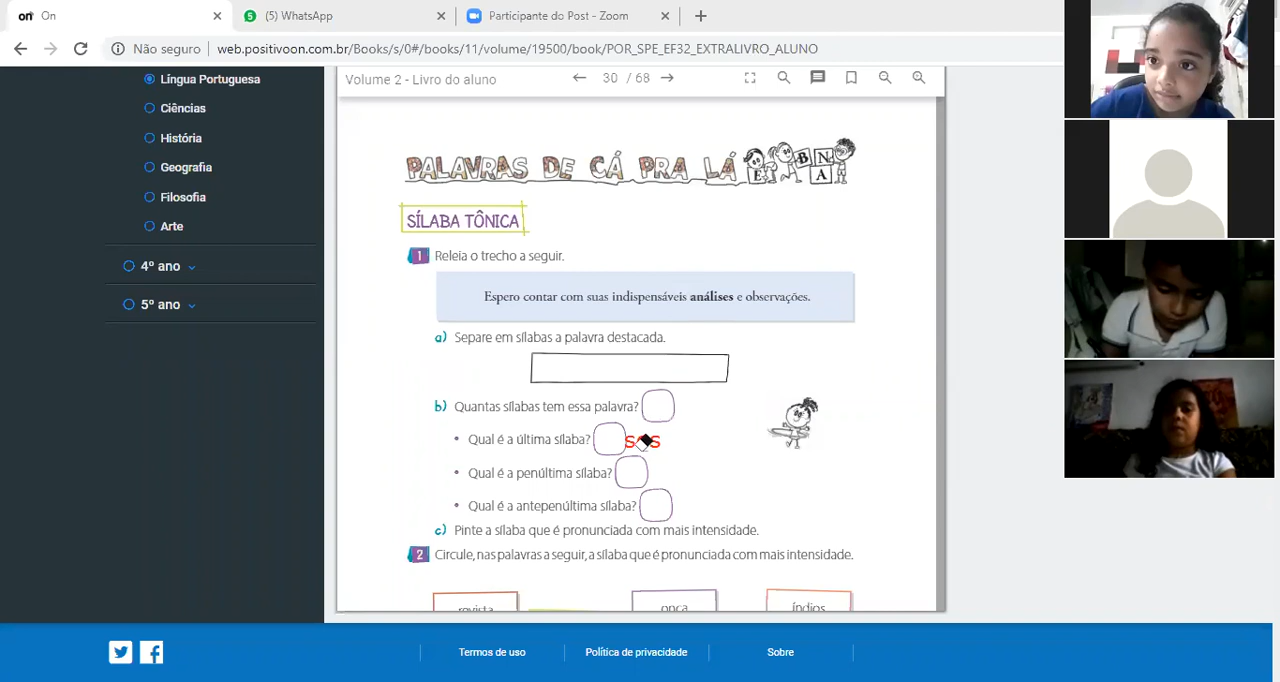 On
(5) WhatsApp
Participante do Post - Zoom
Não seguro
web.positivoon.com.br/Books/s/0#/books/11/volume/19500/book/POR_SPE_EF32_EXTRALIVRO_ALUNO
Língua Portuguesa
Ciências
História
Geografia
Filosofia
Arte
4º ano
5º ano
Volume 2 - Livro do aluno
30 / 68
PALAVRAS DE CÁ PRA LÁ
E B N A
SÍLABA TÔNICA
1 Releia o trecho a seguir.
Espero contar com suas indispensáveis análises e observações.
a) Separe em sílabas a palavra destacada.
b) Quantas sílabas tem essa palavra?
• Qual é a última sílaba?
• Qual é a penúltima sílaba?
• Qual é a antepenúltima sílaba?
c) Pinte a sílaba que é pronunciada com mais intensidade.
2 Circule, nas palavras a seguir, a sílaba que é pronunciada com mais intensidade.
revista onça índios
Termos de uso
Política de privacidade
Sobre